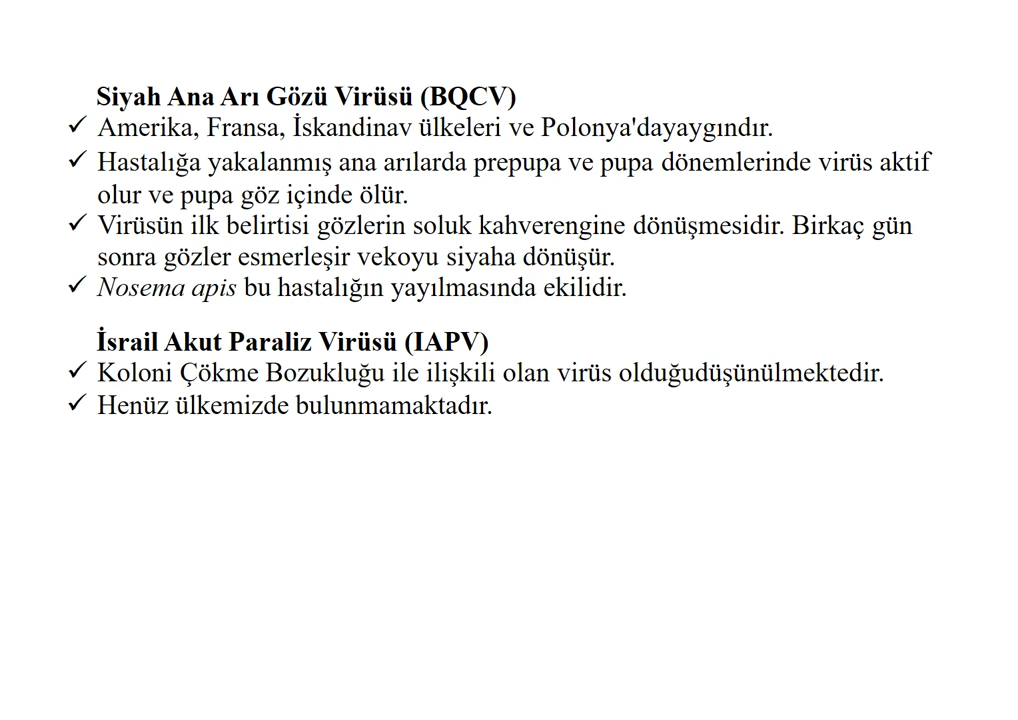 Siyah Ana Arı Gözü Virüsü (BQCV)
✓ Amerika, Fransa, İskandinav ülkeleri ve Polonya'dayaygındır.
✓ Hastalığa yakalanmış ana arılarda prepupa ve pupa dönemlerinde virüs aktif
olur ve pupa göz içinde ölür.
✓ Virüsün ilk belirtisi gözlerin soluk kahverengine dönüşmesidir. Birkaç gün
sonra gözler esmerleşir vekoyu siyaha dönüşür.
✓ Nosema apis bu hastalığın yayılmasında ekilidir.
İsrail Akut Paraliz Virüsü (IAPV)
✓ Koloni Çökme Bozukluğu ile ilişkili olan virüs olduğudüşünülmektedir.
✓ Henüz ülkemizde bulunmamaktadır.